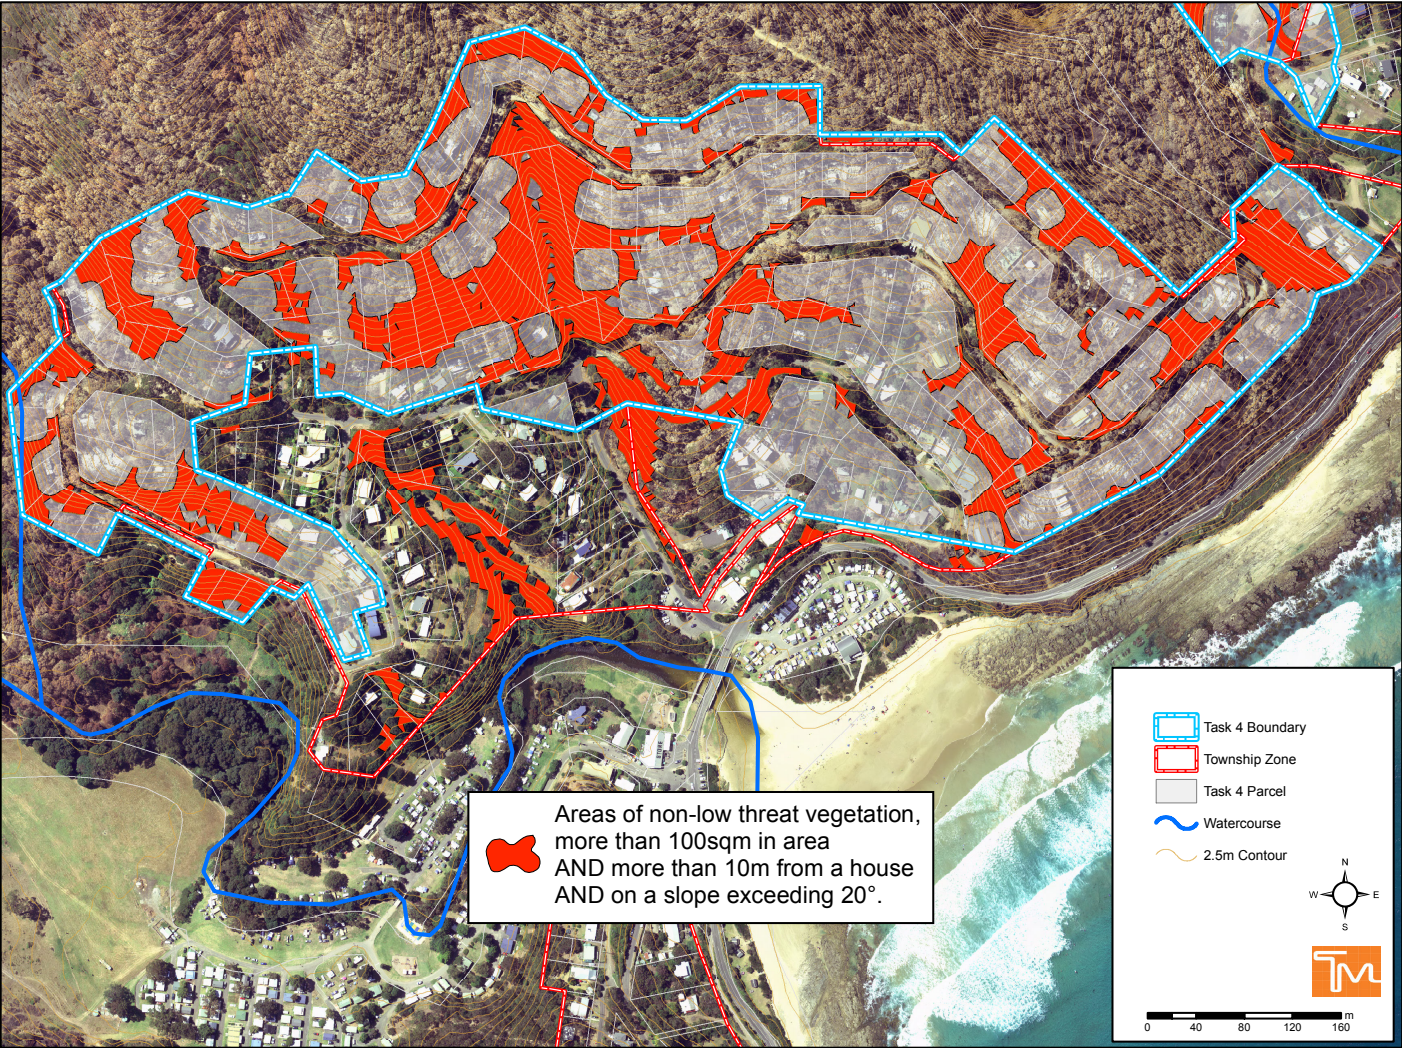 Areas of non-low threat vegetation,
more than 100sqm in area
AND more than 10m from a house
AND on a slope exceeding 20°.
Task 4 Boundary
Township Zone
Task 4 Parcel
Watercourse
2.5m Contour
N
W E
S
TM
m
0 40 80 120 160